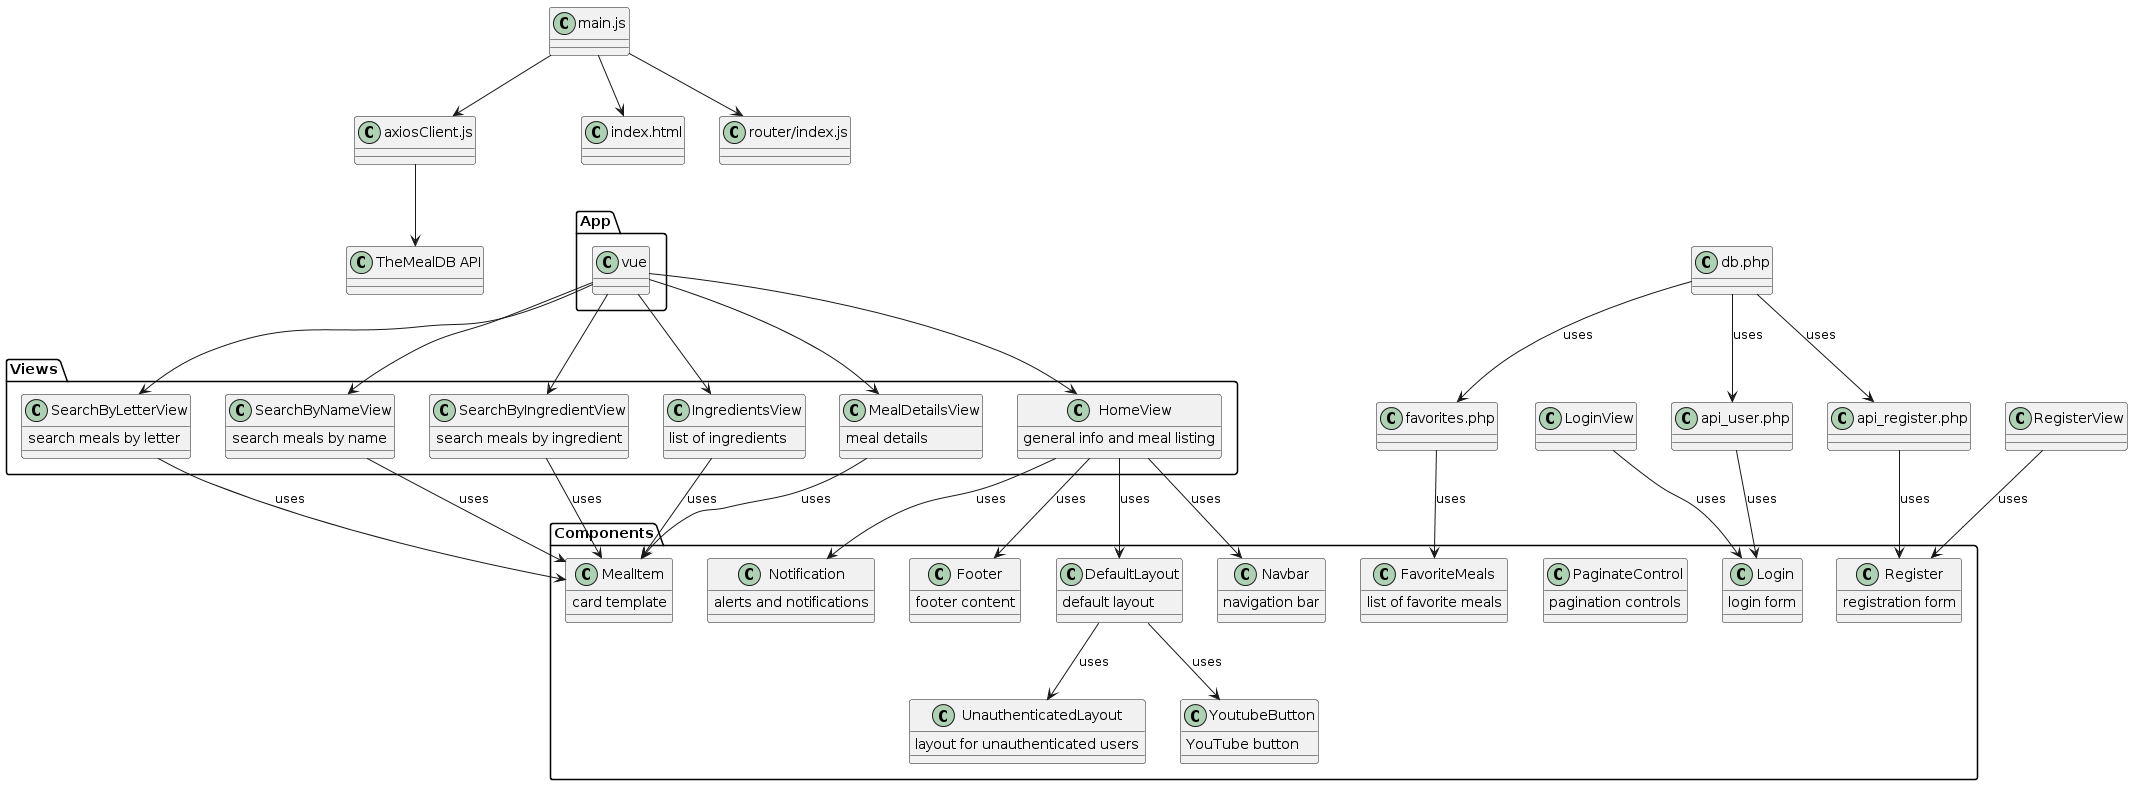 C main.js
C axiosClient.js
C index.html
C router/index.js
App
C TheMealDB API
C vue
C db.php
uses
uses
uses
Views
C SearchByLetterView
search meals by letter
C SearchByNameView
search meals by name
C SearchByIngredientView
search meals by ingredient
C IngredientsView
list of ingredients
C MealDetailsView
meal details
C HomeView
general info and meal listing
C favorites.php
C LoginView
C api_user.php
C api_register.php
C RegisterView
uses
uses
uses
uses
uses
uses
uses
uses
uses
uses
uses
uses
uses
uses
Components
C MealItem
card template
C Notification
alerts and notifications
C Footer
footer content
C DefaultLayout
default layout
C Navbar
navigation bar
C FavoriteMeals
list of favorite meals
C PaginateControl
pagination controls
C Login
login form
C Register
registration form
uses
uses
C UnauthenticatedLayout
layout for unauthenticated users
C YoutubeButton
YouTube button